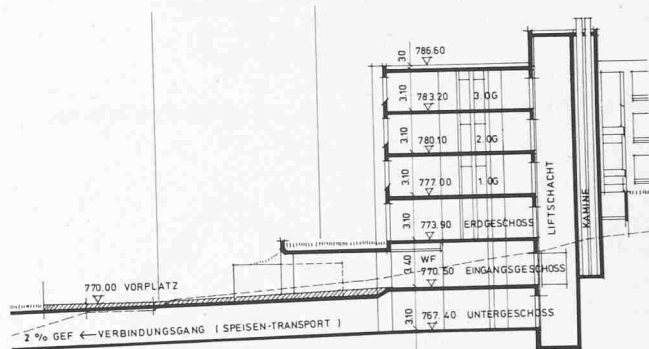 30 786.60
3.10 783.20 3.OG
3.10 780.10 2.OG
3.10 777.00 1.OG
3.10 773.90 ERDGESCHOSS
3.40 WF
770.50 EINGANGSGESCHOSS
3.10 767.40 UNTERGESCHOSS
LIFTSCHACHT
KAMINE
770.00 VORPLATZ
2 % GEF ← VERBINDUNGSGANG ( SPEISEN-TRANSPORT )